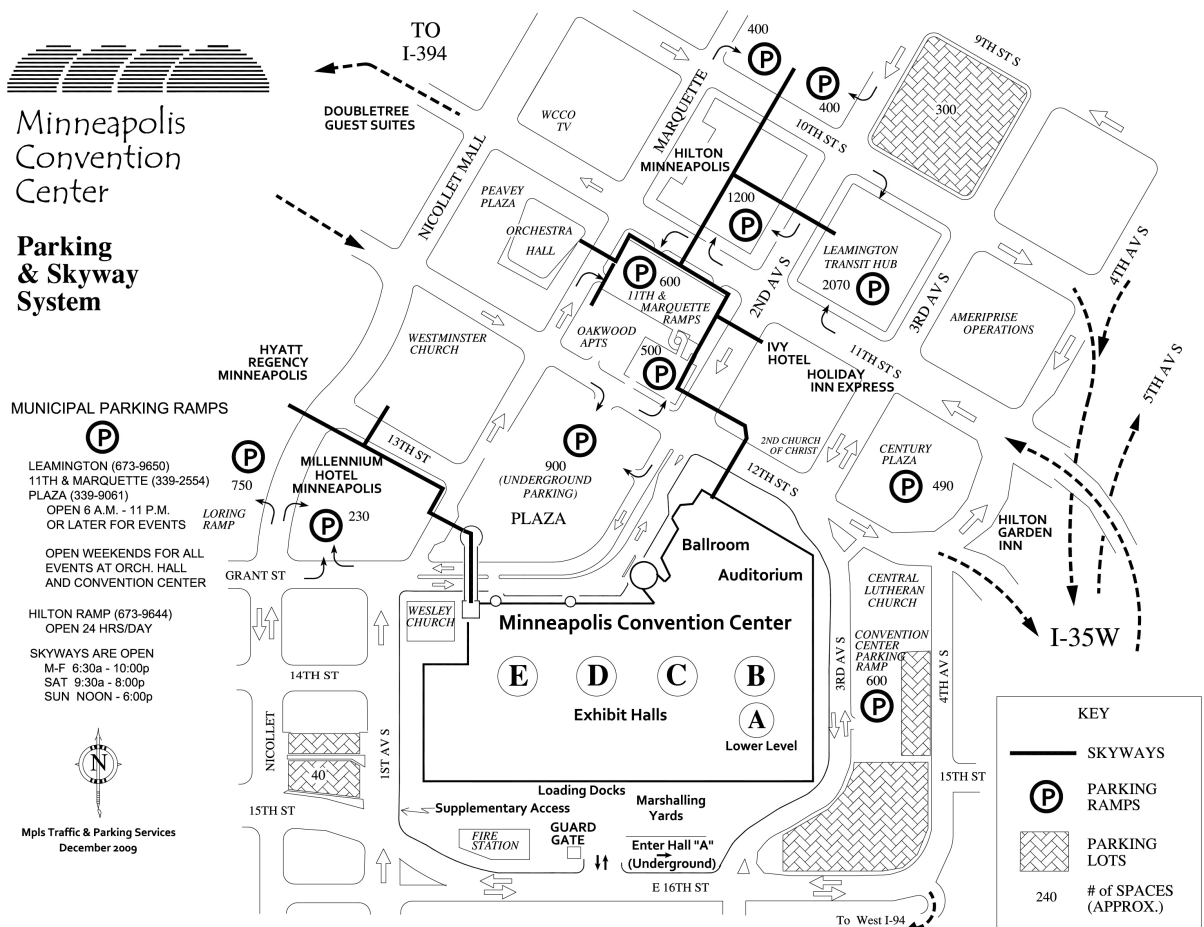 Minneapolis
Convention
Center
Parking
& Skyway
System
TO
I-394
DOUBLETREE
GUEST SUITES
NICOLLET MALL
WCCO
TV
MARQUETTE
400
P
P
400
10TH ST S
9TH ST S
300
HILTON
MINNEAPOLIS
1200
P
PEAVEY
PLAZA
ORCHESTRA
HALL
P
600
11TH &
MARQUETTE
RAMPS
2ND AV S
LEAMINGTON
TRANSIT HUB
2070
P
3RD AV S
4TH AV S
AMERIPRISE
OPERATIONS
5TH AV S
11TH ST S
WESTMINSTER
CHURCH
OAKWOOD
APTS
500
P
IVY
HOTEL
HOLIDAY
INN EXPRESS
HYATT
REGENCY
MINNEAPOLIS
13TH ST
P
900
(UNDERGROUND
PARKING)
PLAZA
2ND CHURCH
OF CHRIST
12TH ST S
CENTURY
PLAZA
P
490
HILTON
GARDEN
INN
MUNICIPAL PARKING RAMPS
P
LEAMINGTON (673-9650)
11TH & MARQUETTE (339-2554)
PLAZA (339-9061)
OPEN 6 A.M. - 11 P.M.
OR LATER FOR EVENTS
OPEN WEEKENDS FOR ALL
EVENTS AT ORCH. HALL
AND CONVENTION CENTER
HILTON RAMP (673-9644)
OPEN 24 HRS/DAY
SKYWAYS ARE OPEN
M-F 6:30a - 10:00p
SAT 9:30a - 8:00p
SUN NOON - 6:00p
N
Mpls Traffic & Parking Services
December 2009
P
750
LORING
RAMP
MILLENNIUM
HOTEL
MINNEAPOLIS
P
230
GRANT ST
WESLEY
CHURCH
Ballroom
Auditorium
Minneapolis Convention Center
E
D
C
B
A
Exhibit Halls
Lower Level
CENTRAL
LUTHERAN
CHURCH
CONVENTION
CENTER
PARKING
RAMP
600
P
3RD AV S
4TH AV S
I-35W
14TH ST
NICOLLET
1ST AV S
40
15TH ST
15TH ST
Loading Docks
Supplementary Access
Marshalling
Yards
FIRE
STATION
GUARD
GATE
Enter Hall "A"
(Underground)
E 16TH ST
To West I-94
KEY
SKYWAYS
P
PARKING
RAMPS
PARKING
LOTS
240
# of SPACES
(APPROX.)